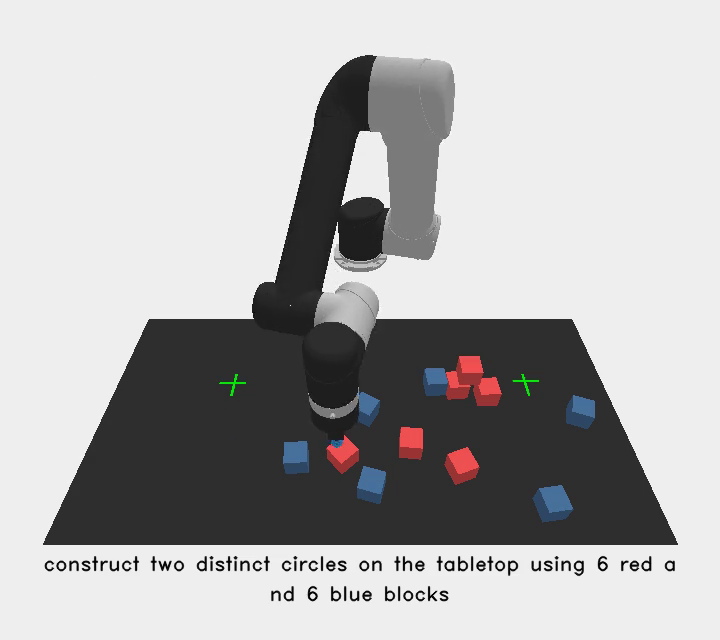 construct two distinct circles on the tabletop using 6 red a
nd 6 blue blocks